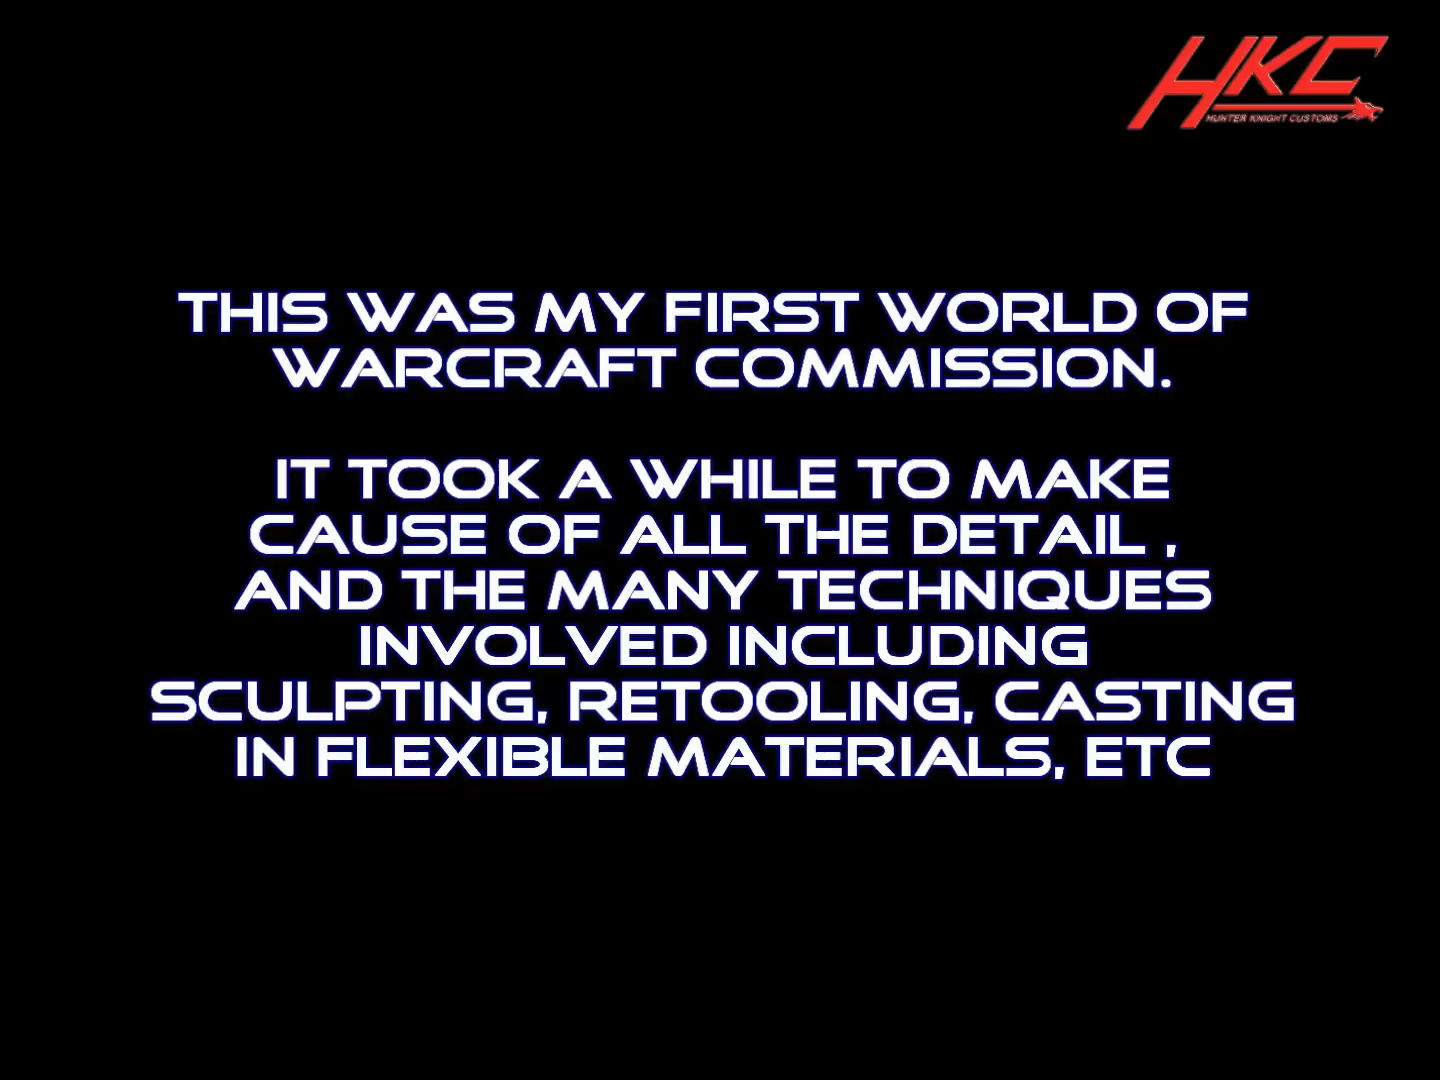 HKC
HUNTER KNIGHT CUSTOMS
THIS WAS MY FIRST WORLD OF
WARCRAFT COMMISSION.
IT TOOK A WHILE TO MAKE
CAUSE OF ALL THE DETAIL ,
AND THE MANY TECHNIQUES
INVOLVED INCLUDING
SCULPTING, RETOOLING, CASTING
IN FLEXIBLE MATERIALS, ETC